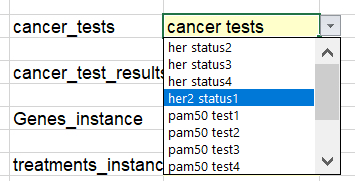 cancer_tests cancer tests
her status2
her status3
cancer_test_results her status4
her2 status1
Genes_instance pam50 test1
pam50 test2
pam50 test3
treatments_instanc pam50 test4